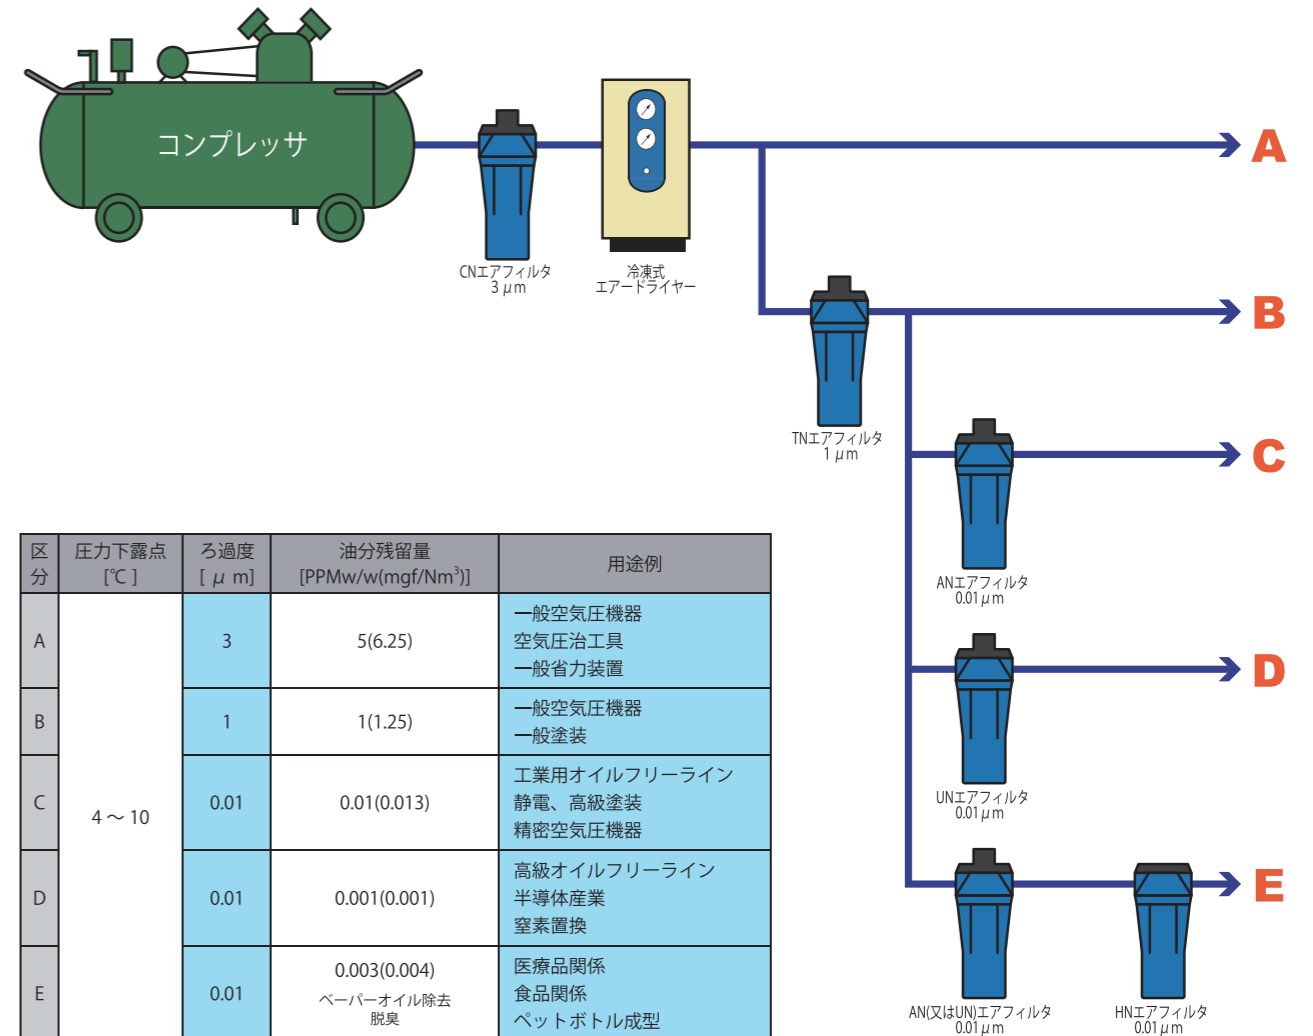 コンプレッサ
A
CNエアフィルタ
3 μm
冷凍式
エアードライヤー
B
TNエアフィルタ
1 μm
C
ANエアフィルタ
0.01μm
D
UNエアフィルタ
0.01μm
E
AN(又はUN)エアフィルタ
0.01μm
HNエアフィルタ
0.01μm
区分 圧力下露点 [℃ ] ろ過度 [ μ m] 油分残留量 [PPMw/w(mgf/Nm³)] 用途例
A 4～10 3 5(6.25) 一般空気圧機器
空気圧治工具
一般省力装置
B 1 1(1.25) 一般空気圧機器
一般塗装
C 0.01 0.01(0.013) 工業用オイルフリーライン
静電、高級塗装
精密空気圧機器
D 0.01 0.001(0.001) 高級オイルフリーライン
半導体産業
窒素置換
E 0.01 0.003(0.004) ベーパーオイル除去 脱臭 医療品関係
食品関係
ペットボトル成型